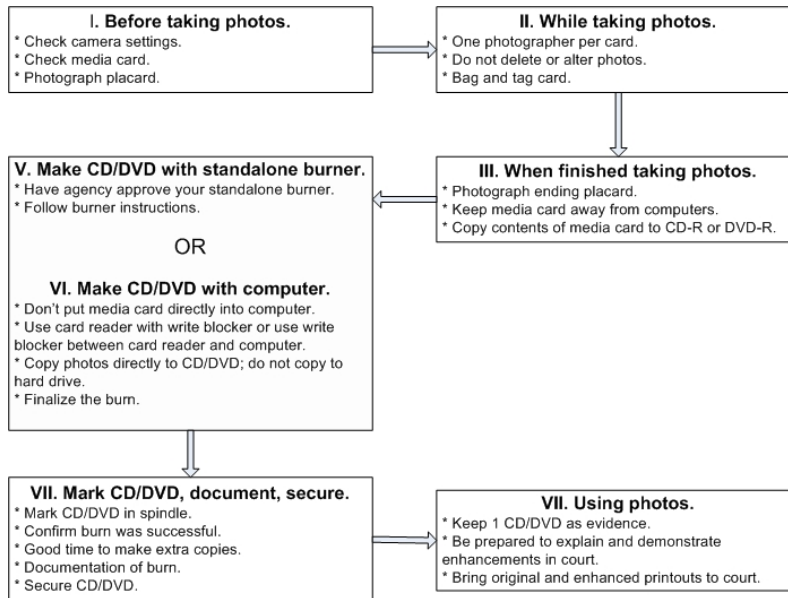 I. Before taking photos.
* Check camera settings.
* Check media card.
* Photograph placard.
II. While taking photos.
* One photographer per card.
* Do not delete or alter photos.
* Bag and tag card.
III. When finished taking photos.
* Photograph ending placard.
* Keep media card away from computers.
* Copy contents of media card to CD-R or DVD-R.
V. Make CD/DVD with standalone burner.
* Have agency approve your standalone burner.
* Follow burner instructions.
OR
VI. Make CD/DVD with computer.
* Don't put media card directly into computer.
* Use card reader with write blocker or use write
blocker between card reader and computer.
* Copy photos directly to CD/DVD; do not copy to
hard drive.
* Finalize the burn.
VII. Mark CD/DVD, document, secure.
* Mark CD/DVD in spindle.
* Confirm burn was successful.
* Good time to make extra copies.
* Documentation of burn.
* Secure CD/DVD.
VII. Using photos.
* Keep 1 CD/DVD as evidence.
* Be prepared to explain and demonstrate
enhancements in court.
* Bring original and enhanced printouts to court.